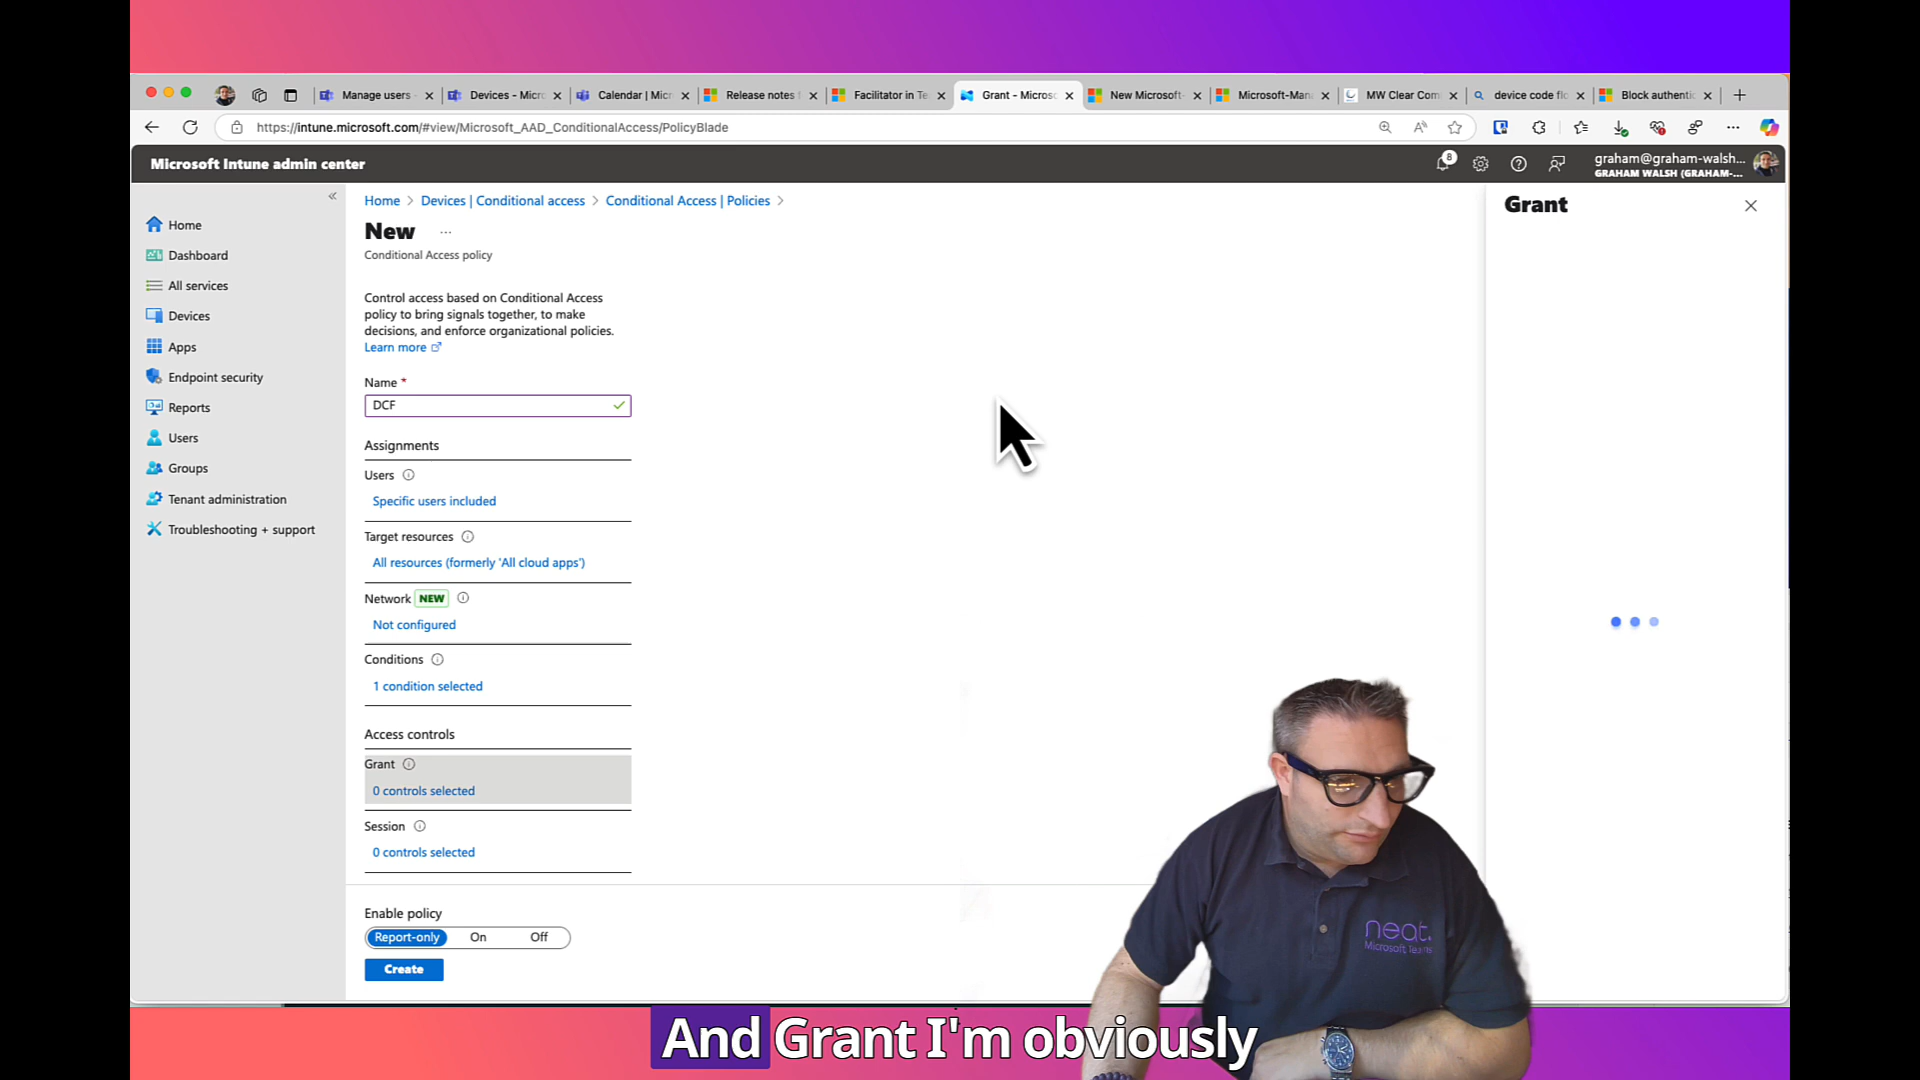 Manage users
Devices - Micro
Calendar | Micr
Release notes f
Facilitator in Te
Grant - Microsc
New Microsoft-
Microsoft-Mana
MW Clear Com
device code flo
Block authentic
https://intune.microsoft.com/#view/Microsoft_AAD_ConditionalAccess/PolicyBlade
Microsoft Intune admin center
8
graham@graham-walsh...
GRAHAM WALSH (GRAHAM-...
Home
Dashboard
All services
Devices
Apps
Endpoint security
Reports
Users
Groups
Tenant administration
Troubleshooting + support
Home > Devices | Conditional access > Conditional Access | Policies >
New ...
Conditional Access policy
Control access based on Conditional Access
policy to bring signals together, to make
decisions, and enforce organizational policies.
Learn more
Name *
DCF
Assignments
Users
Specific users included
Target resources
All resources (formerly 'All cloud apps')
Network NEW
Not configured
Conditions
1 condition selected
Access controls
Grant
0 controls selected
Session
0 controls selected
Enable policy
Report-only On Off
Create
Grant
neat.
Microsoft Teams
And Grant I'm obviously